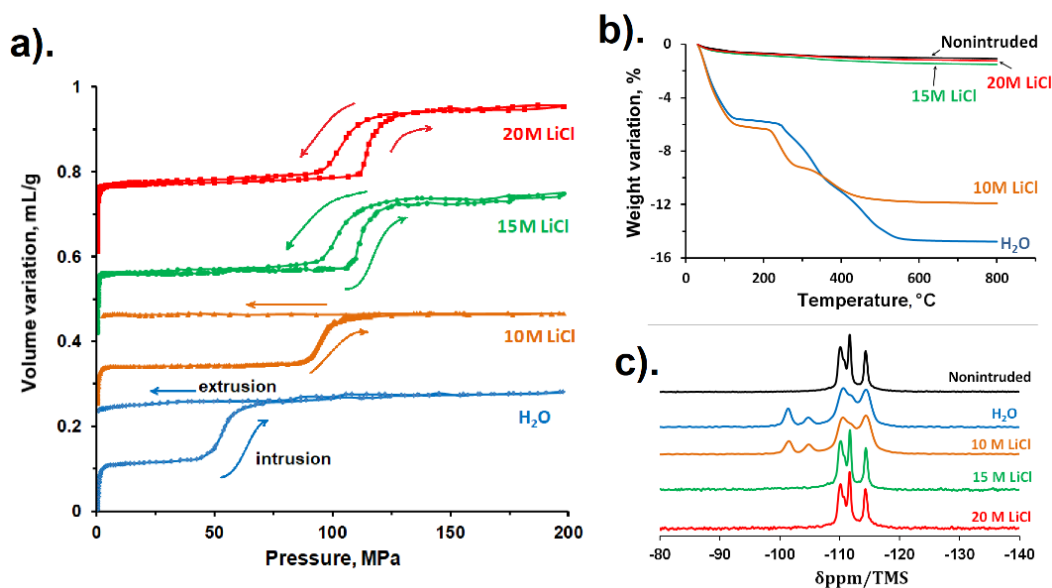 a).
Volume variation, mL/g
1
0.8
0.6
0.4
0.2
0
20M LiCl
15M LiCl
10M LiCl
extrusion
H₂O
intrusion
0
50
100
150
200
Pressure, MPa
b).
Weight variation, %
0
-4
-8
-12
-16
Nonintruded
20M LiCl
15M LiCl
10M LiCl
H₂O
0
200
400
600
800
Temperature, °C
c).
Nonintruded
H₂O
10 M LiCl
15 M LiCl
20 M LiCl
-80
-90
-100
-110
-120
-130
-140
δppm/TMS